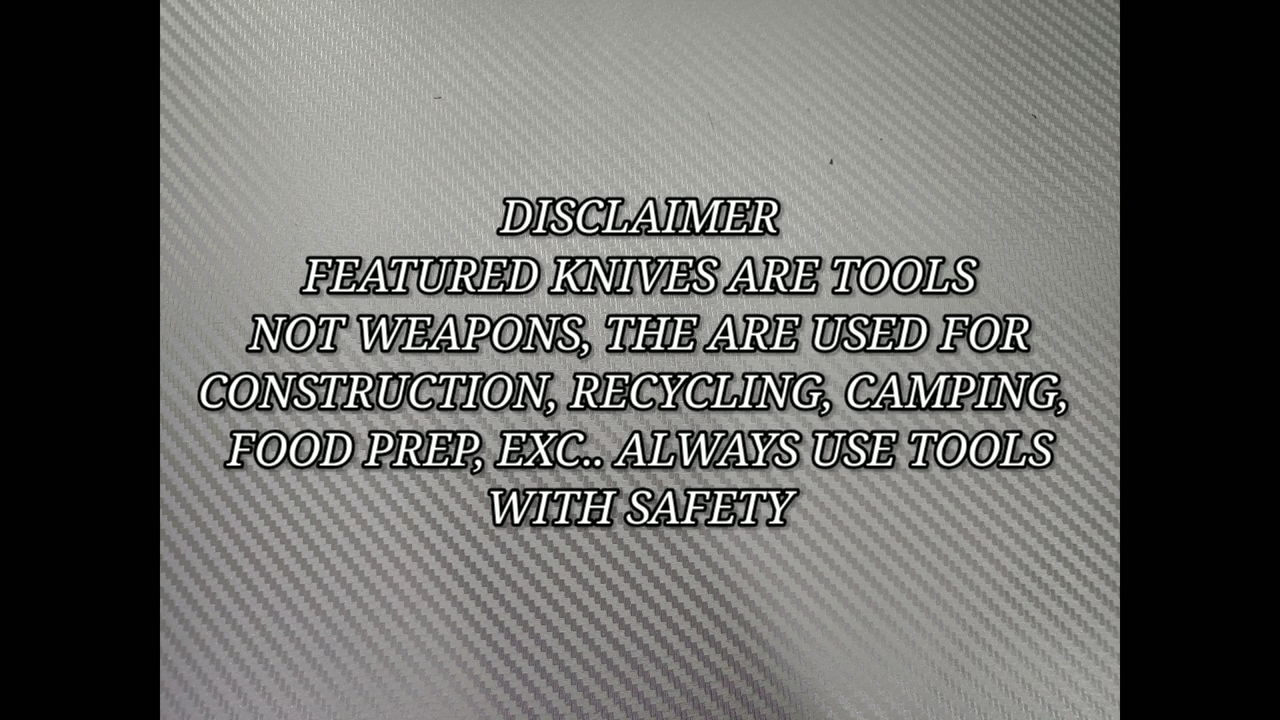 DISCLAIMER
FEATURED KNIVES ARE TOOLS
NOT WEAPONS, THE ARE USED FOR
CONSTRUCTION, RECYCLING, CAMPING,
FOOD PREP, EXC.. ALWAYS USE TOOLS
WITH SAFETY